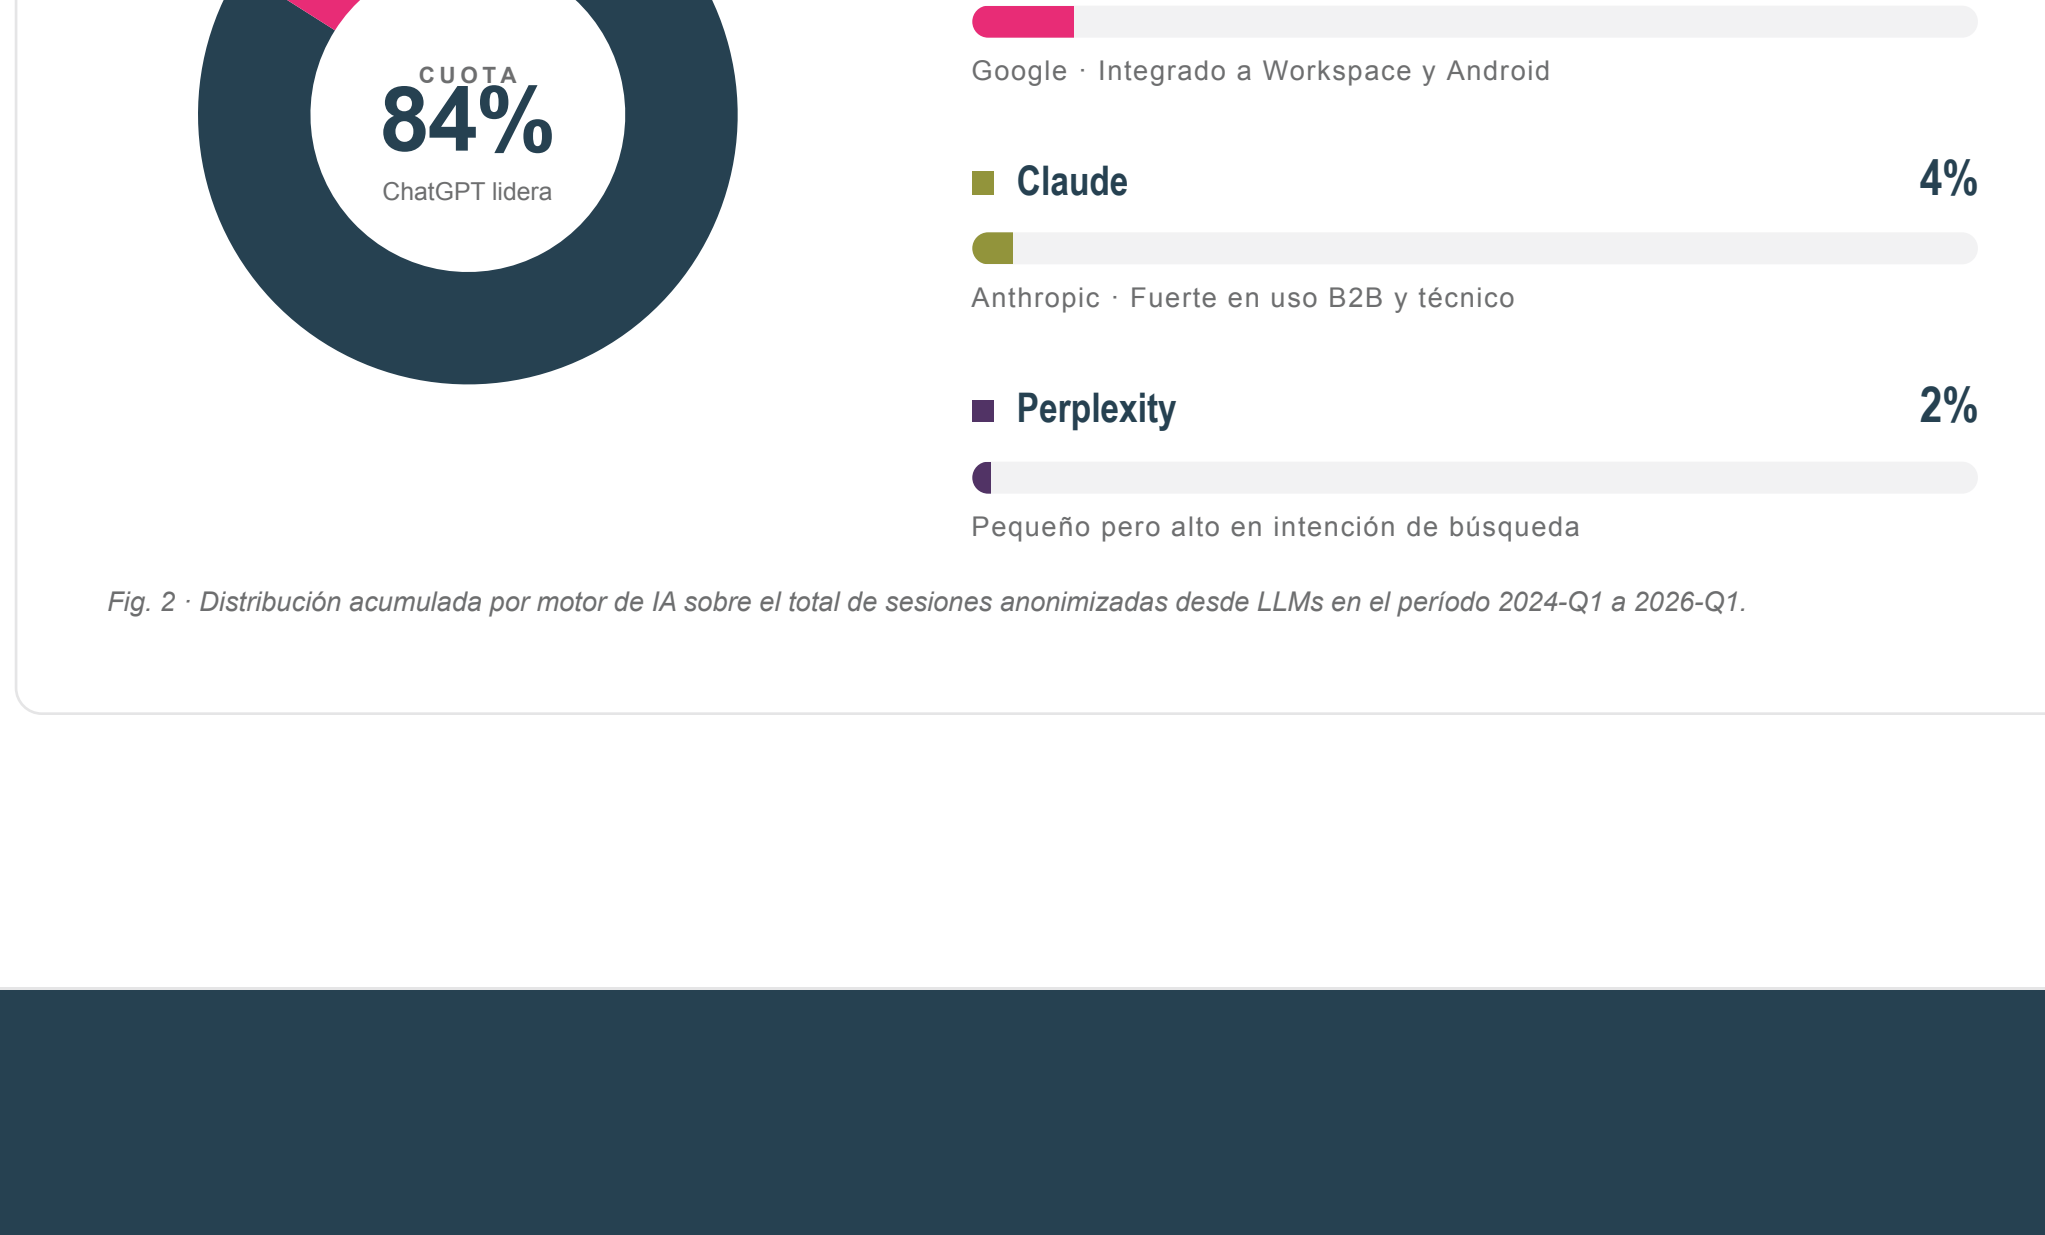 CUOTA
84%
ChatGPT lidera
Google · Integrado a Workspace y Android
Claude 4%
Anthropic · Fuerte en uso B2B y técnico
Perplexity 2%
Pequeño pero alto en intención de búsqueda
Fig. 2 · Distribución acumulada por motor de IA sobre el total de sesiones anonimizadas desde LLMs en el período 2024-Q1 a 2026-Q1.